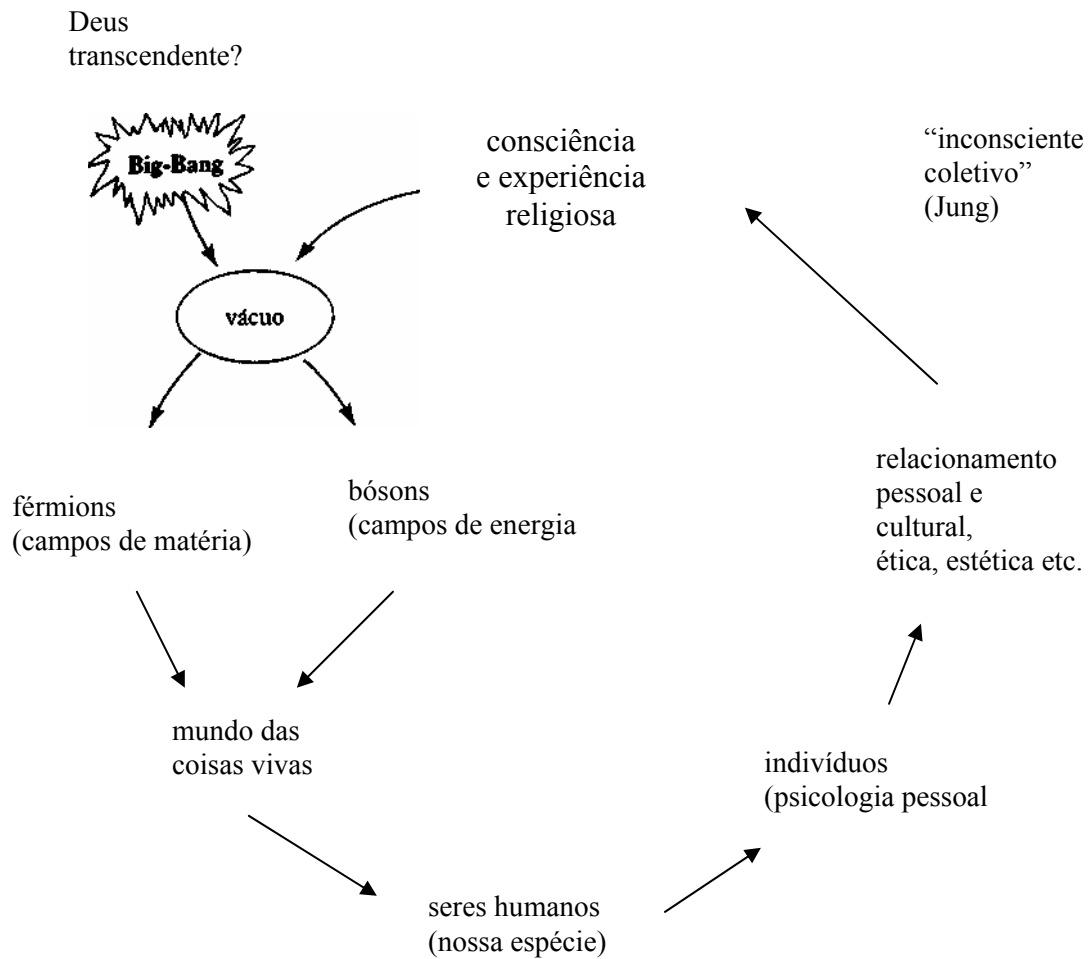 Deus
transcendente?
Big-Bang
consciência
e experiência
religiosa
“inconsciente
coletivo”
(Jung)
vácuo
férmions
(campos de matéria)
bósons
(campos de energia
relacionamento
pessoal e
cultural,
ética, estética etc.
mundo das
coisas vivas
indivíduos
(psicologia pessoal
seres humanos
(nossa espécie)